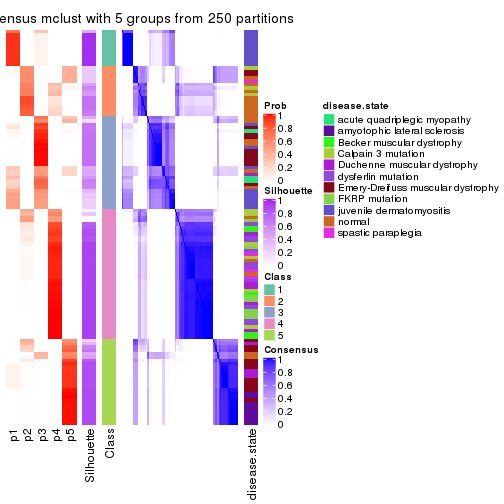 ensus mclust with 5 groups from 250 partitions
Prob
1
0.8
0.6
0.4
0.2
0
Silhouette
1
0.8
0.6
0.4
0.2
0
Class
1
2
3
4
5
Consensus
1
0.8
0.6
0.4
0.2
0
disease.state
acute quadriplegic myopathy
amyotophic lateral sclerosis
Becker muscular dystrophy
Calpain 3 mutation
Duchenne muscular dystrophy
dysferlin mutation
Emery-Dreifuss muscular dystrophy
FKRP mutation
juvenile dermatomyositis
normal
spastic paraplegia
p1
p2
p3
p4
p5
Silhouette
Class
disease.state